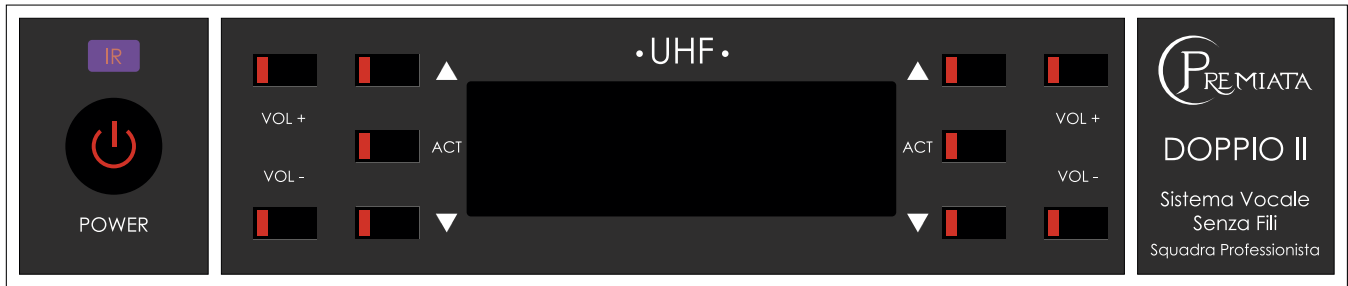 IR
POWER
• UHF •
VOL +
VOL -
ACT
ACT
VOL +
VOL -
PREMIATA
DOPPIO II
Sistema Vocale
Senza Fili
Squadra Professionista